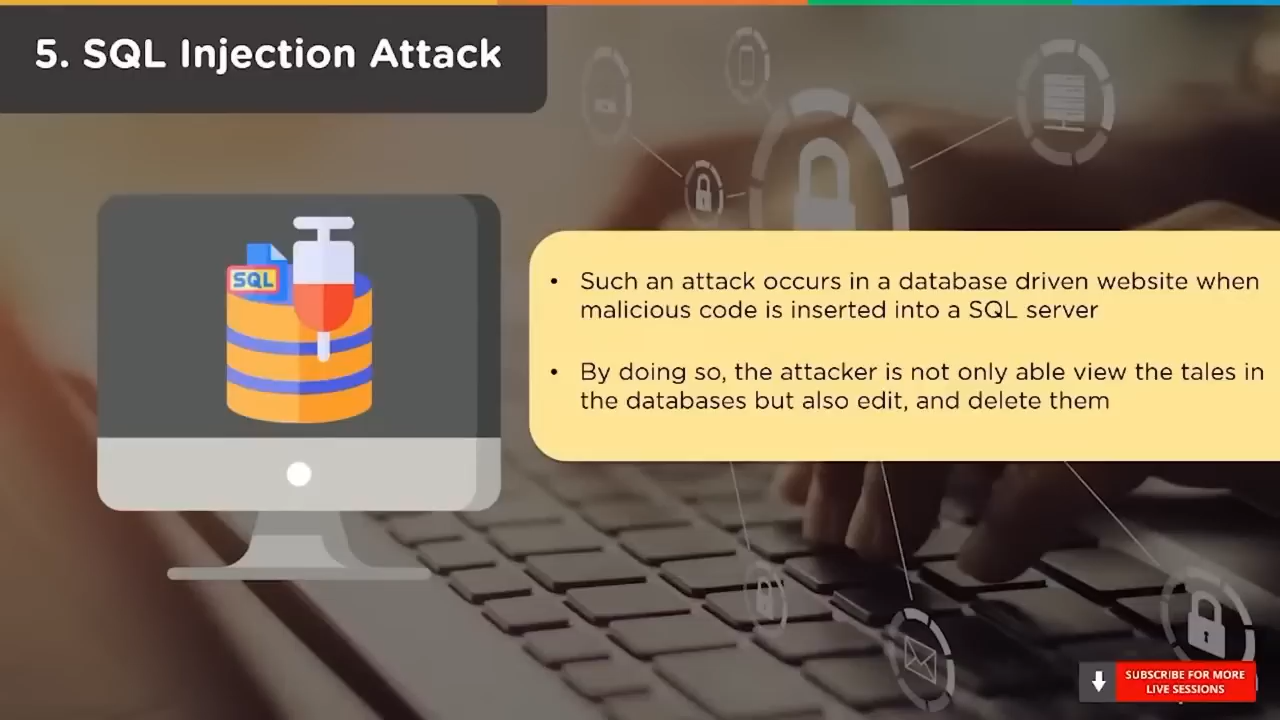 5. SQL Injection Attack
SQL
• Such an attack occurs in a database driven website when
malicious code is inserted into a SQL server
• By doing so, the attacker is not only able view the tales in
the databases but also edit, and delete them
SUBSCRIBE FOR MORE
LIVE SESSIONS